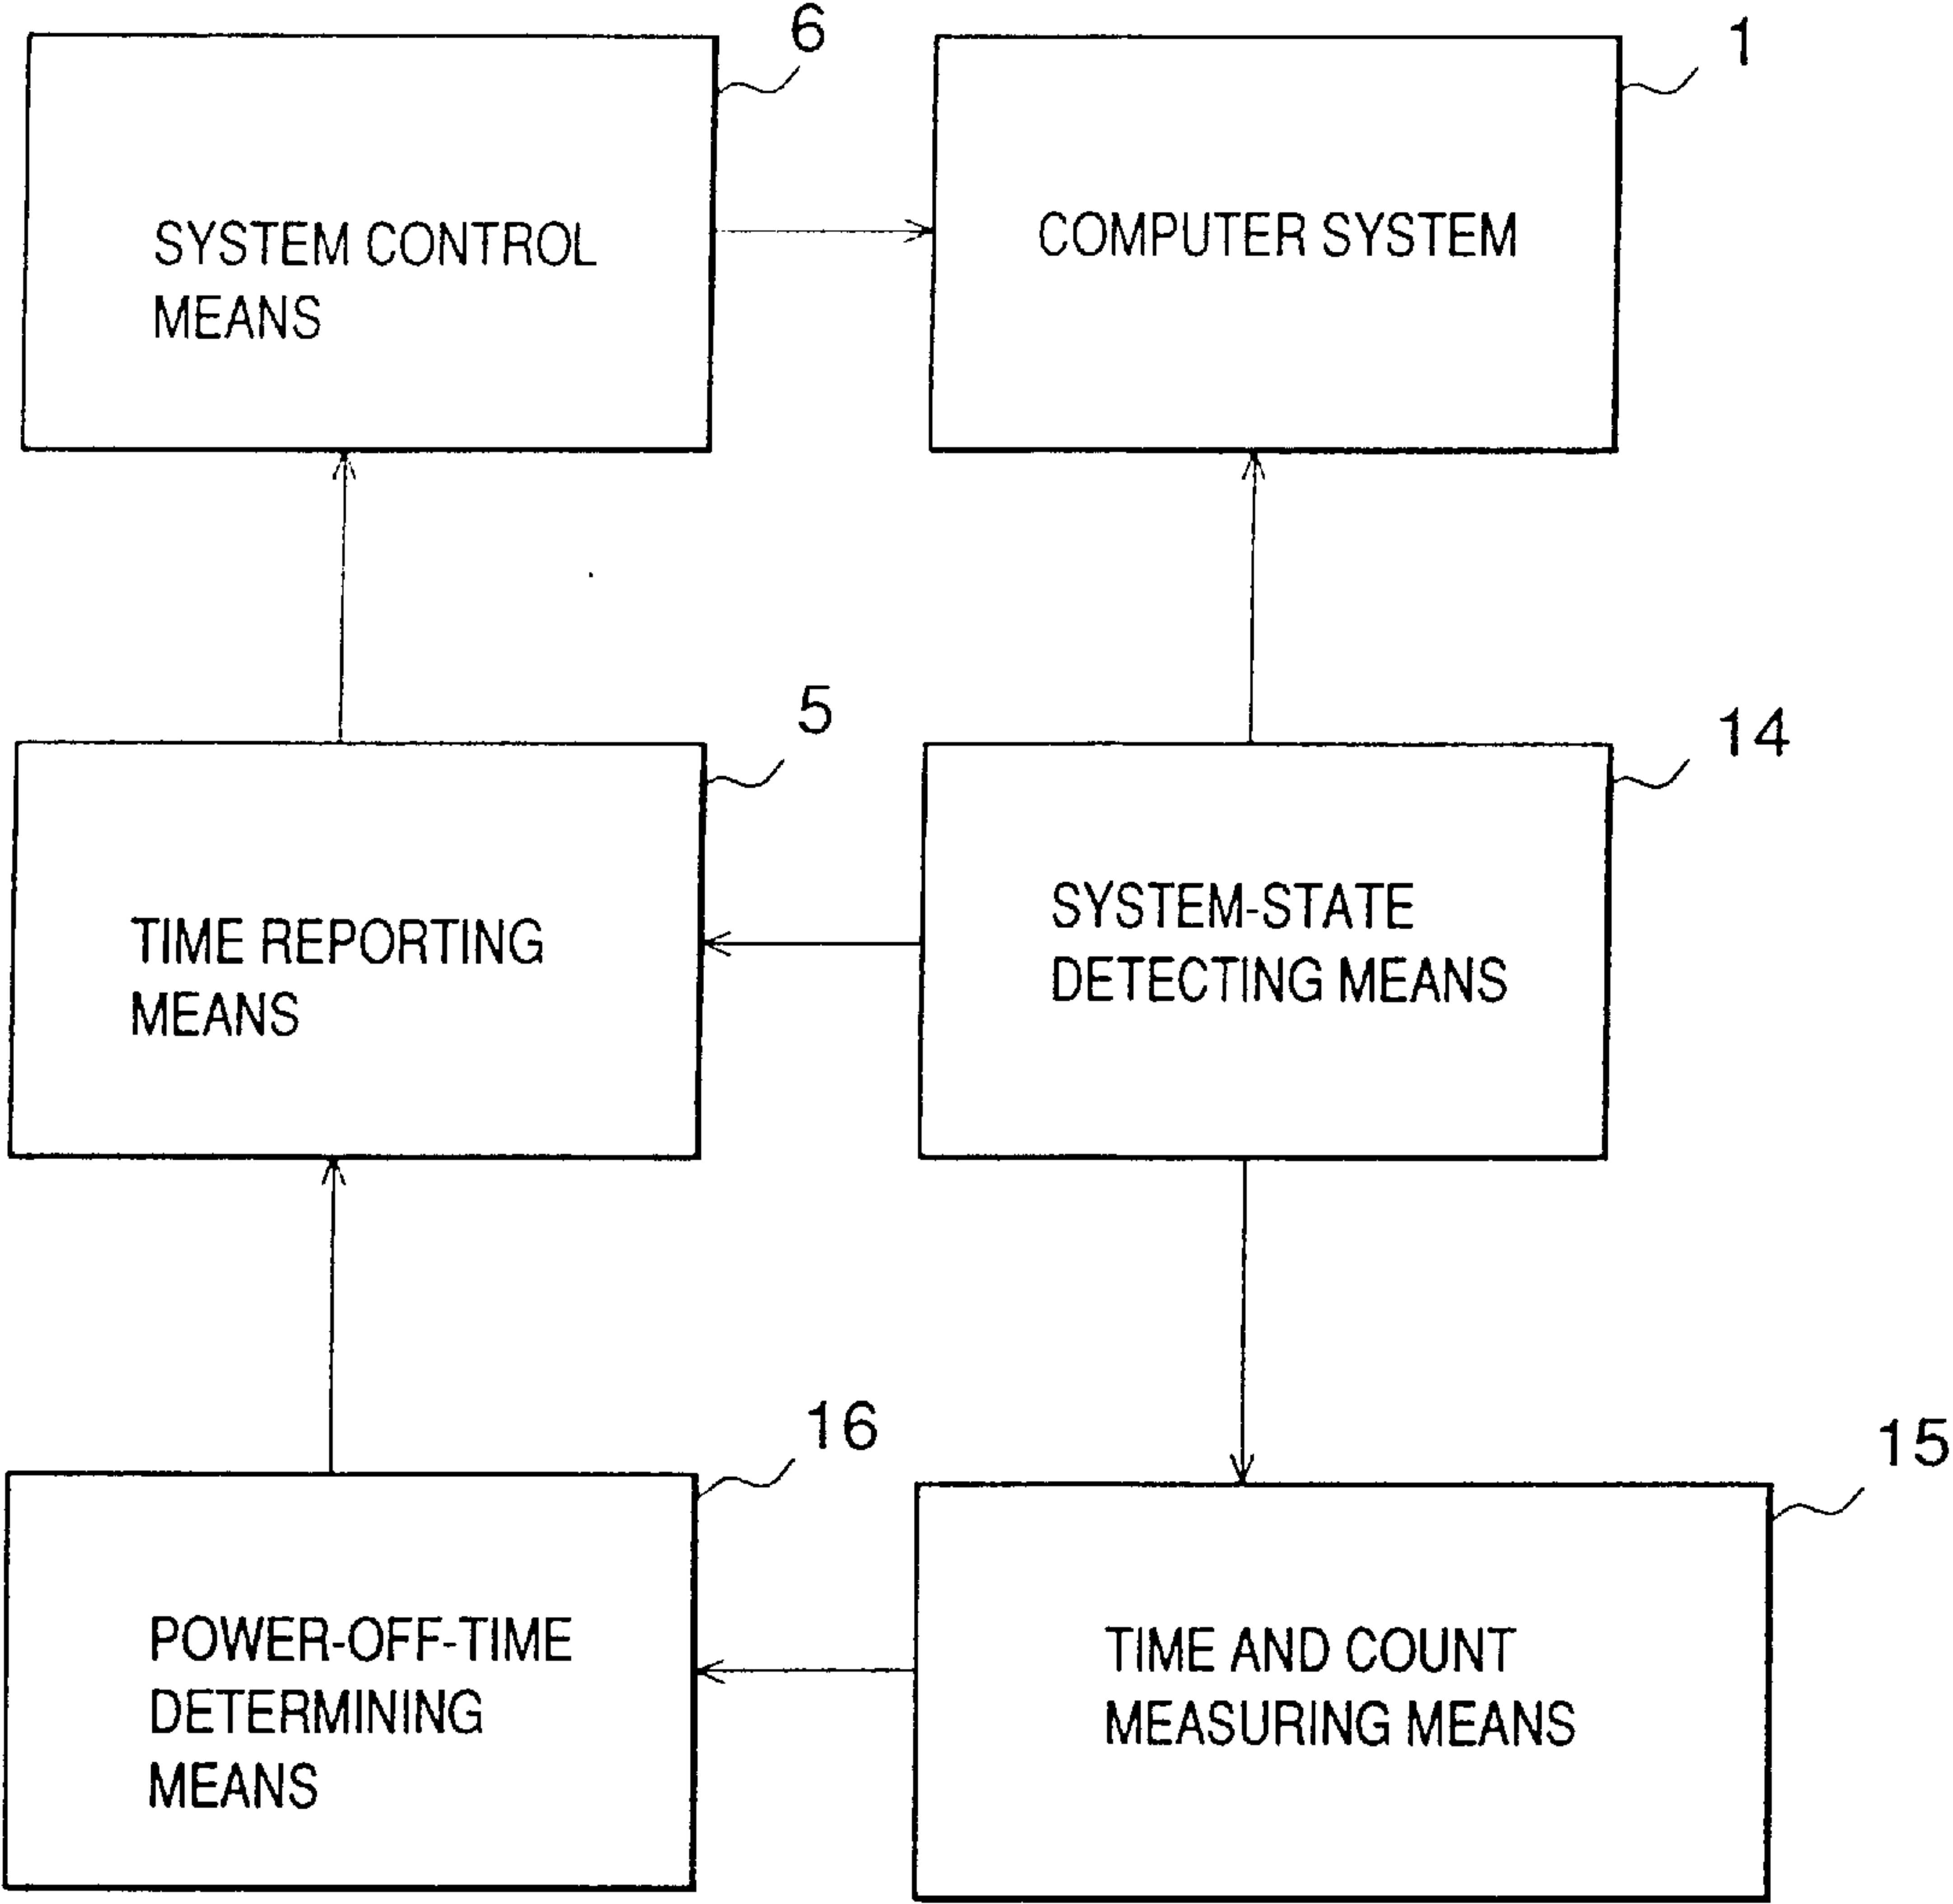 6
1
SYSTEM CONTROL
MEANS
COMPUTER SYSTEM
5
14
TIME REPORTING
MEANS
SYSTEM-STATE
DETECTING MEANS
16
15
POWER-OFF-TIME
DETERMINING
MEANS
TIME AND COUNT
MEASURING MEANS